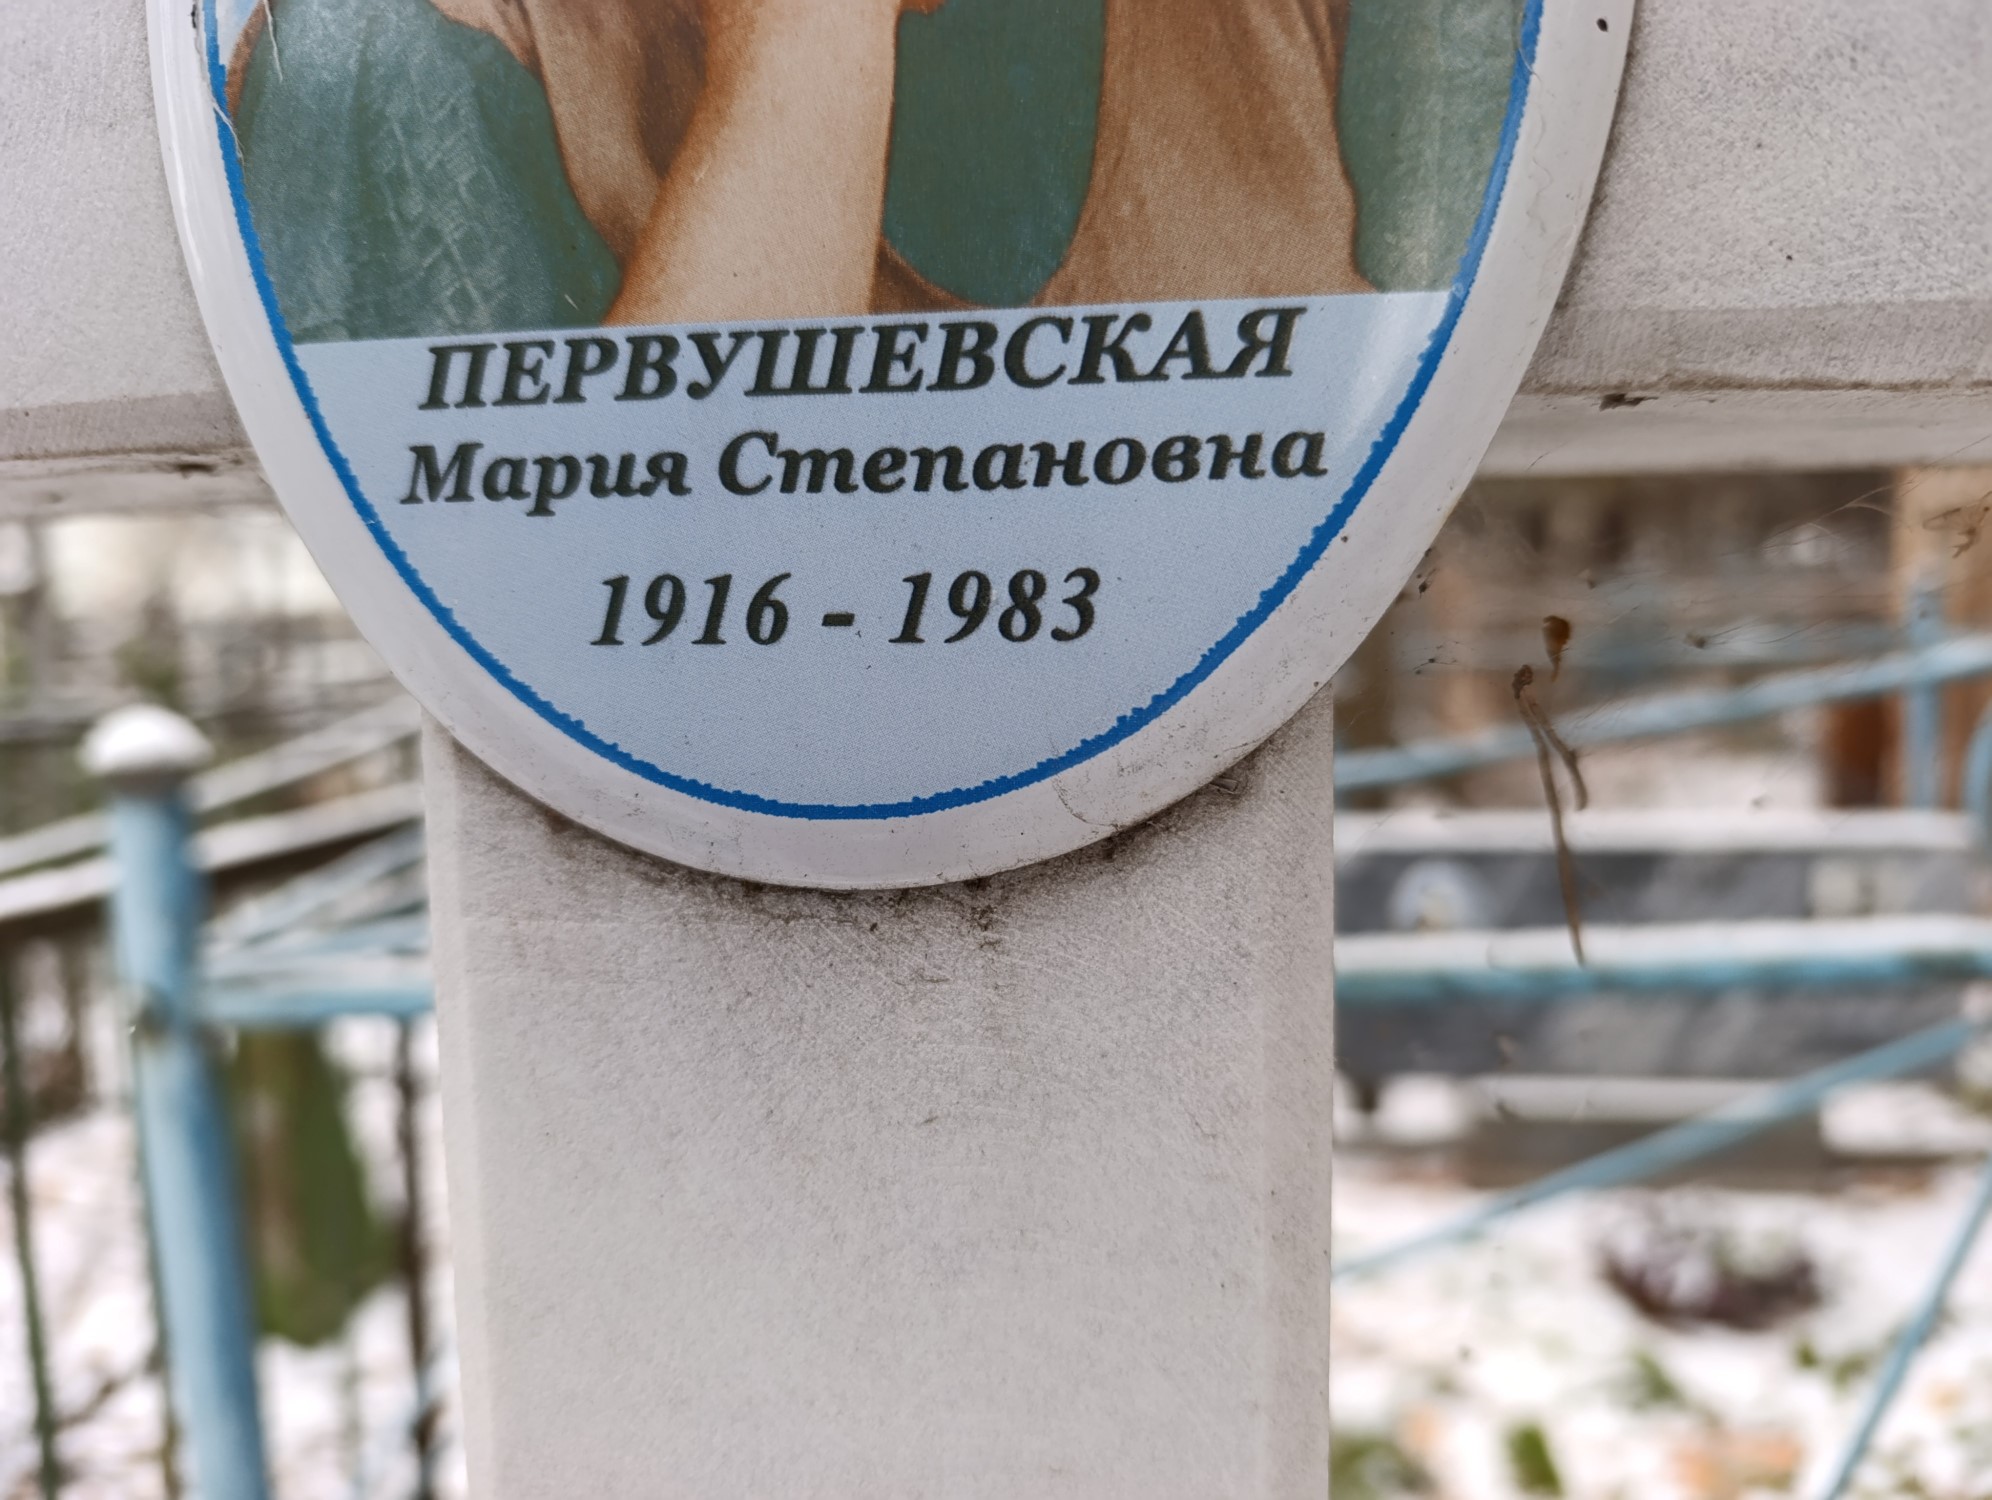 ПЕРВУШЕВСКАЯ
Мария Степановна
1916 - 1983